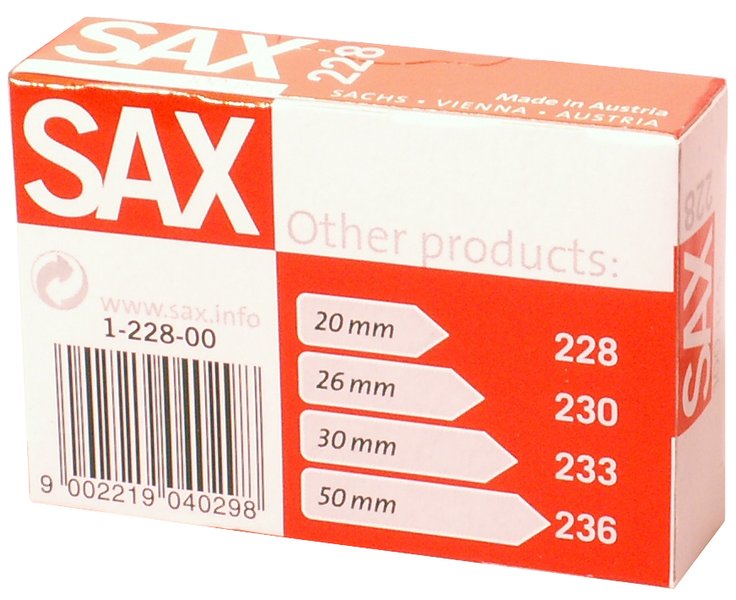 SAX
228
Made in Austria
SACHS • VIENNA • AUSTRIA
SAX
Other products:
www.sax.info
1-228-00
9 002219 040298
20 mm 228
26 mm 230
30 mm 233
50 mm 236
228
SAX